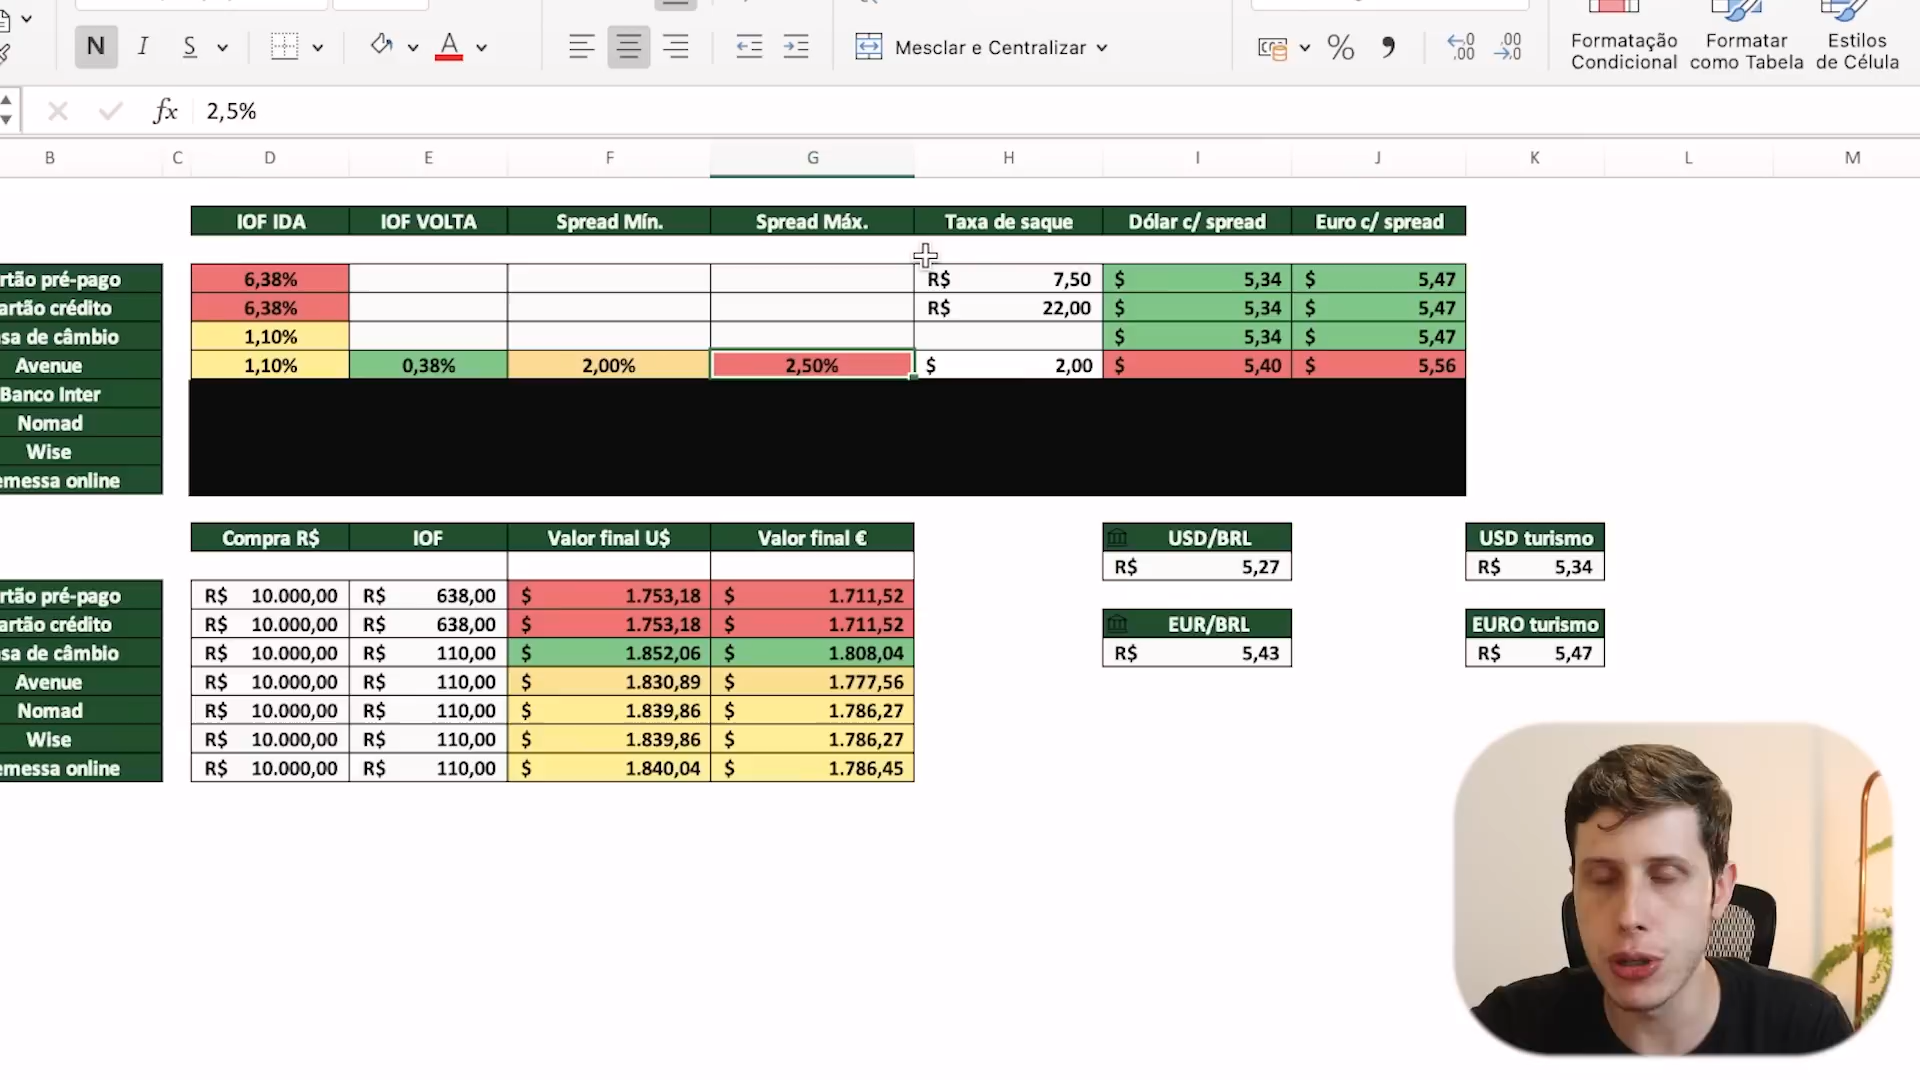 N I S A Mesclar e Centralizar % ,00 ,00 Formatação Condicional Formatar como Tabela Estilos de Célula
fx 2,5%
B C D E F G H I J K L M
IOF IDA IOF VOLTA Spread Mín. Spread Máx. Taxa de saque Dólar c/ spread Euro c/ spread
rtão pré-pago 6,38% R$ 7,50 $ 5,34 $ 5,47
artão crédito 6,38% R$ 22,00 $ 5,34 $ 5,47
sa de câmbio 1,10% $ 5,34 $ 5,47
Avenue 1,10% 0,38% 2,00% 2,50% $ 2,00 $ 5,40 $ 5,56
Banco Inter
Nomad
Wise
emessa online
Compra R$ IOF Valor final U$ Valor final € USD/BRL USD turismo
R$ 5,27 R$ 5,34
rtão pré-pago R$ 10.000,00 R$ 638,00 $ 1.753,18 $ 1.711,52
artão crédito R$ 10.000,00 R$ 638,00 $ 1.753,18 $ 1.711,52 EUR/BRL EURO turismo
sa de câmbio R$ 10.000,00 R$ 110,00 $ 1.852,06 $ 1.808,04 R$ 5,43 R$ 5,47
Avenue R$ 10.000,00 R$ 110,00 $ 1.830,89 $ 1.777,56
Nomad R$ 10.000,00 R$ 110,00 $ 1.839,86 $ 1.786,27
Wise R$ 10.000,00 R$ 110,00 $ 1.839,86 $ 1.786,27
emessa online R$ 10.000,00 R$ 110,00 $ 1.840,04 $ 1.786,45